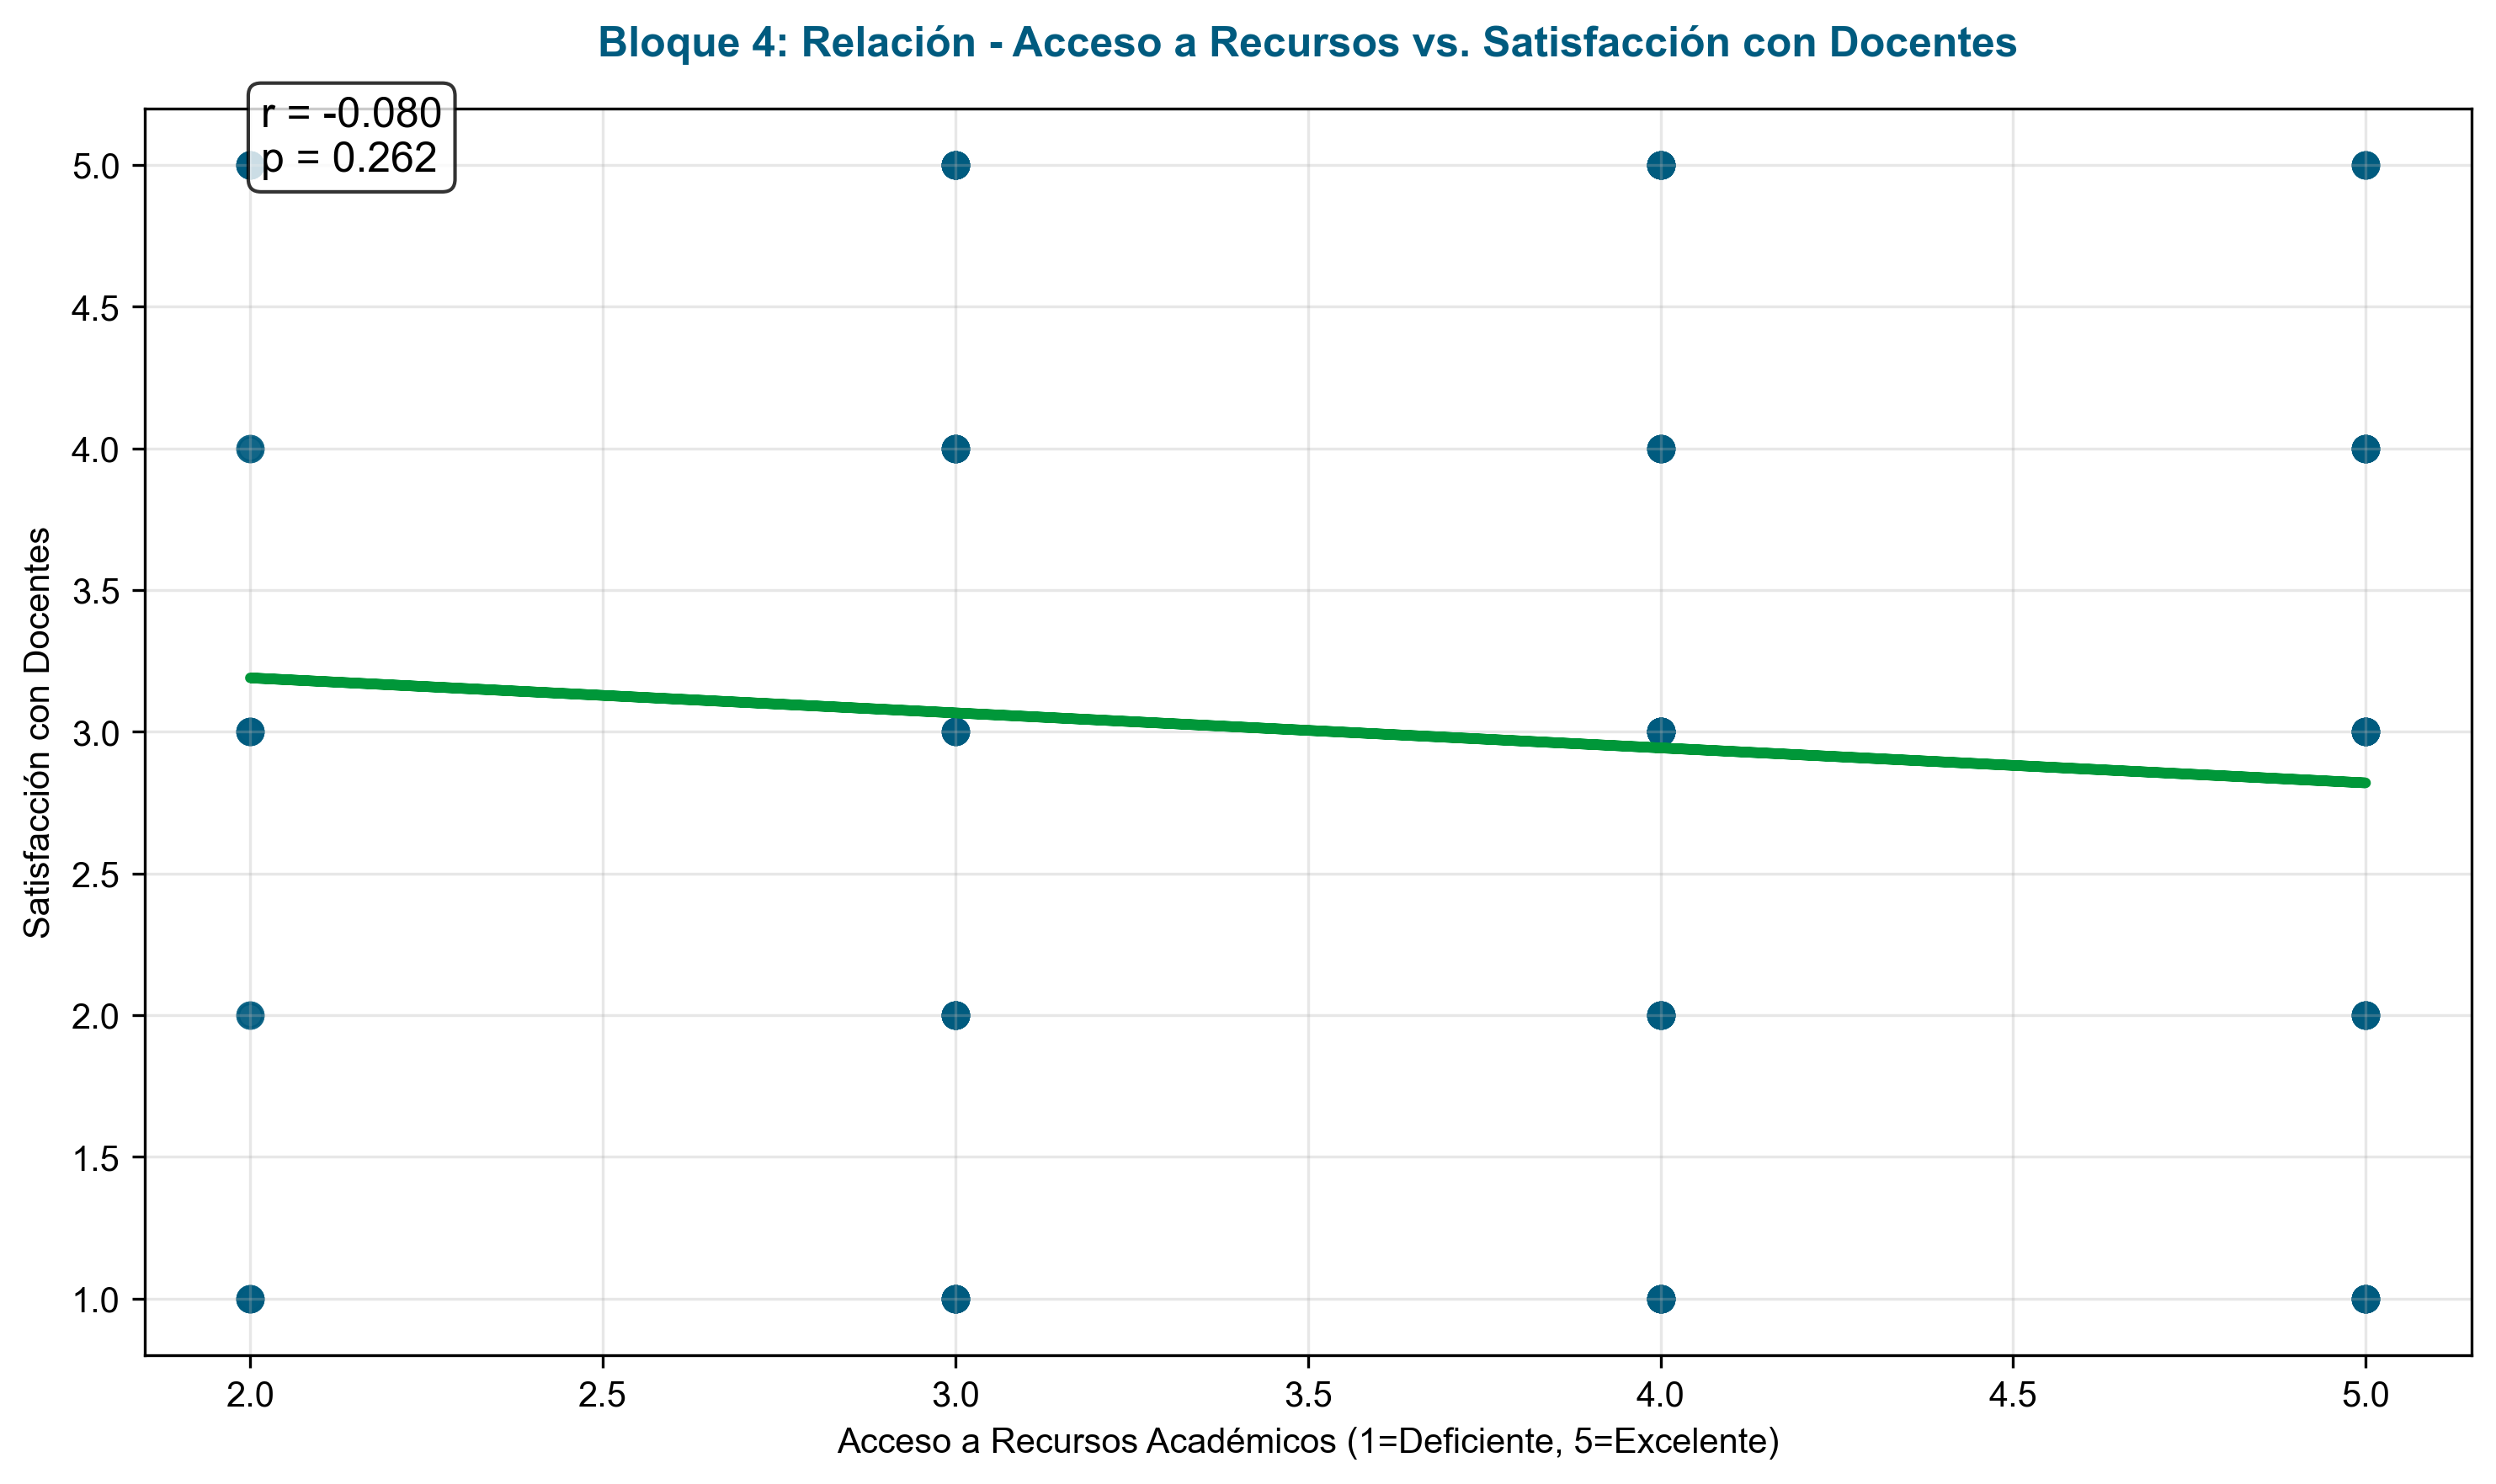 Bloque 4: Relación - Acceso a Recursos vs. Satisfacción con Docentes
r = -0.080
p = 0.262
Satisfacción con Docentes
5.0
4.5
4.0
3.5
3.0
2.5
2.0
1.5
1.0
2.0 2.5 3.0 3.5 4.0 4.5 5.0
Acceso a Recursos Académicos (1=Deficiente, 5=Excelente)